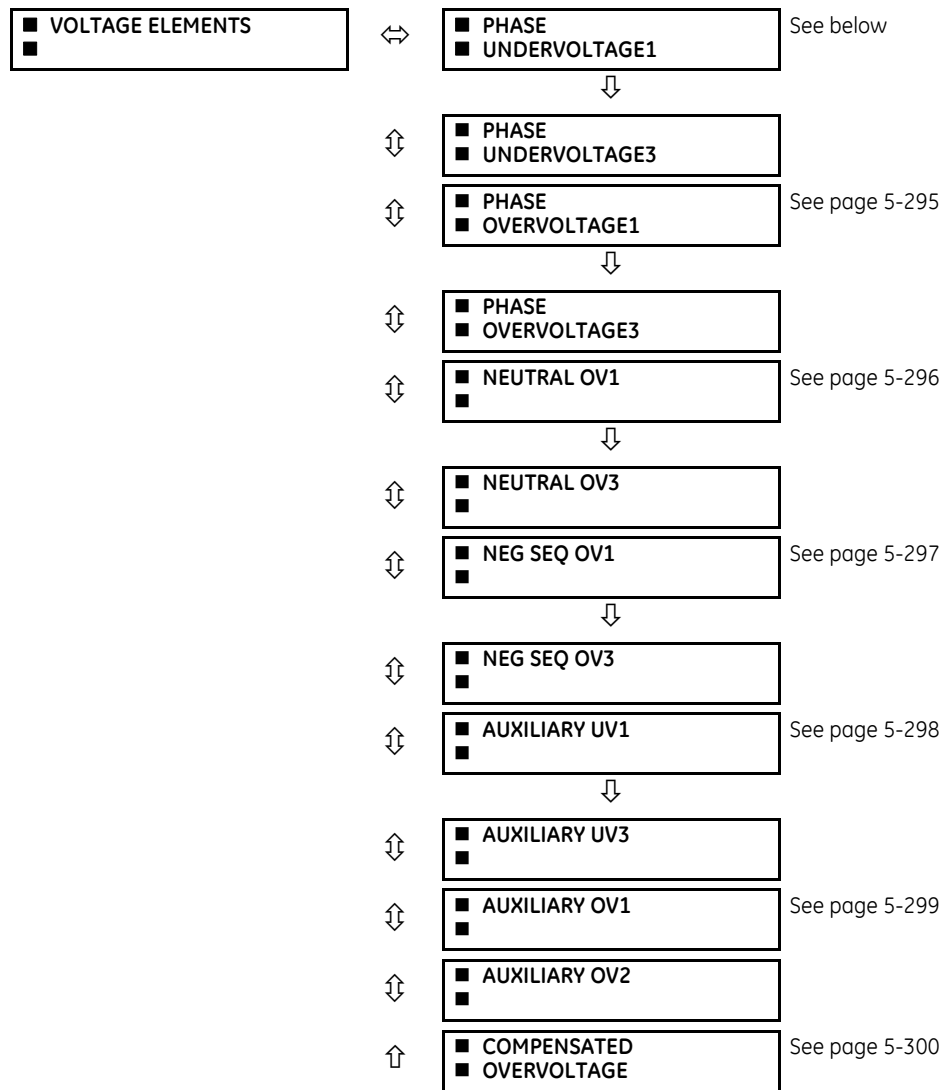 ■ VOLTAGE ELEMENTS
■
■ PHASE
■ UNDERVOLTAGE1
See below
■ PHASE
■ UNDERVOLTAGE3
■ PHASE
■ OVERVOLTAGE1
See page 5-295
■ PHASE
■ OVERVOLTAGE3
■ NEUTRAL OV1
■
See page 5-296
■ NEUTRAL OV3
■
■ NEG SEQ OV1
■
See page 5-297
■ NEG SEQ OV3
■
■ AUXILIARY UV1
■
See page 5-298
■ AUXILIARY UV3
■
■ AUXILIARY OV1
■
See page 5-299
■ AUXILIARY OV2
■
■ COMPENSATED
■ OVERVOLTAGE
See page 5-300